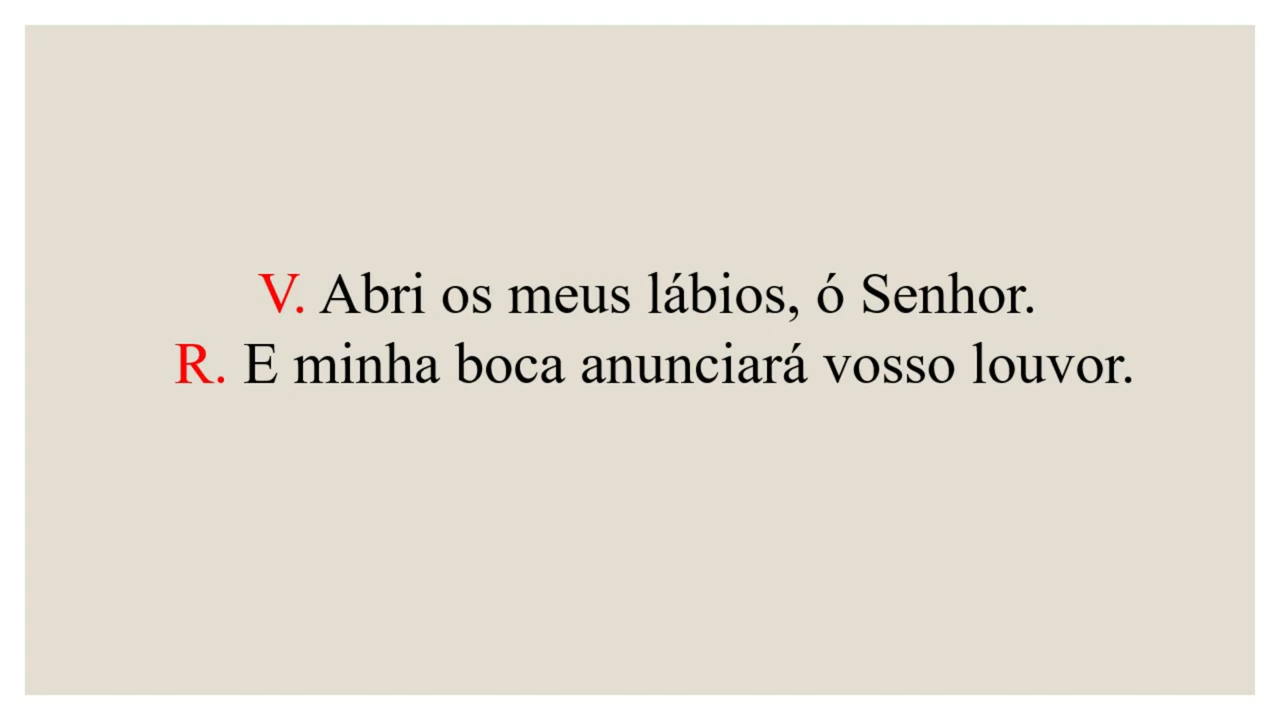 V. Abri os meus lábios, ó Senhor.
R. E minha boca anunciará vosso louvor.